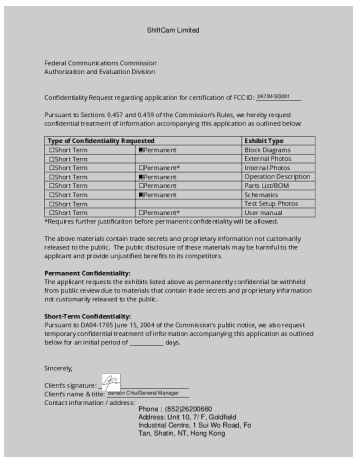 ShiftCam Limited
Federal Communications Commission
Authorization and Evaluation Division
Confidentiality Request regarding application for certification of FCC ID: 2A7IM-SG001
Pursuant to Sections 0.457 and 0.459 of the Commission's Rules, we hereby request
confidential treatment of information accompanying this application as outlined below:
Type of Confidentiality Requested Exhibit Type
☐Short Term ■Permanent Block Diagrams
☐Short Term External Photos
☐Short Term ☐Permanent* Internal Photos
☐Short Term ■Permanent Operation Description
☐Short Term ☐Permanent Parts List/BOM
☐Short Term ■Permanent Schematics
☐Short Term Test Setup Photos
☐Short Term ☐Permanent* User manual
*Requires further justification before permanent confidentiality will be allowed.
The above materials contain trade secrets and proprietary information not customarily
released to the public. The public disclosure of these materials may be harmful to the
applicant and provide unjustified benefits to its competitors.
Permanent Confidentiality:
The applicant requests the exhibits listed above as permanently confidential be withheld
from public review due to materials that contain trade secrets and proprietary information
not customarily released to the public.
Short-Term Confidentiality:
Pursuant to DA04-1705 June 15, 2004 of the Commission's public notice, we also request
temporary confidential treatment of information accompanying this application as outlined
below for an initial period of ____________ days.
Sincerely,
Client's signature:
Client's name & title: Benson Chiu/General Manager
Contact information / address:
Phone : (852)26200660
Address: Unit 10, 7/ F, Goldfield
Industrial Centre, 1 Sui Wo Road, Fo
Tan, Shatin, NT, Hong Kong